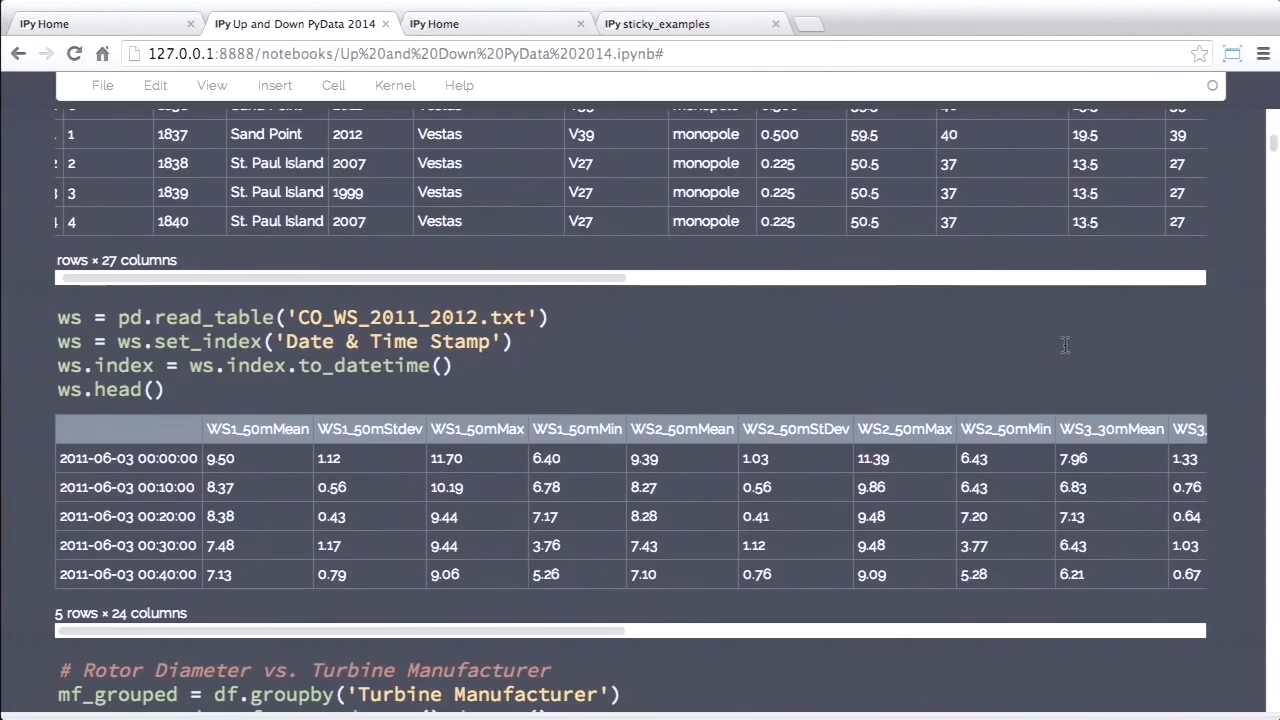 IPy Home
IPy Up and Down PyData 2014
IPy Home
IPy sticky_examples
127.0.0.1:8888/notebooks/Up%20and%20Down%20PyData%202014.ipynb#
File Edit View Insert Cell Kernel Help
1 1837 Sand Point 2012 Vestas V39 monopole 0.500 59.5 40 19.5 39
2 2 1838 St. Paul Island 2007 Vestas V27 monopole 0.225 50.5 37 13.5 27
3 3 1839 St. Paul Island 1999 Vestas V27 monopole 0.225 50.5 37 13.5 27
4 4 1840 St. Paul Island 2007 Vestas V27 monopole 0.225 50.5 37 13.5 27
rows × 27 columns
ws = pd.read_table('CO_WS_2011_2012.txt')
ws = ws.set_index('Date & Time Stamp')
ws.index = ws.index.to_datetime()
ws.head()
WS1_50mMean WS1_50mStdev WS1_50mMax WS1_50mMin WS2_50mMean WS2_50mStDev WS2_50mMax WS2_50mMin WS3_30mMean WS3_
2011-06-03 00:00:00 9.50 1.12 11.70 6.40 9.39 1.03 11.39 6.43 7.96 1.33
2011-06-03 00:10:00 8.37 0.56 10.19 6.78 8.27 0.56 9.86 6.43 6.83 0.76
2011-06-03 00:20:00 8.38 0.43 9.44 7.17 8.28 0.41 9.48 7.20 7.13 0.64
2011-06-03 00:30:00 7.48 1.17 9.44 3.76 7.43 1.12 9.48 3.77 6.43 1.03
2011-06-03 00:40:00 7.13 0.79 9.06 5.26 7.10 0.76 9.09 5.28 6.21 0.67
5 rows × 24 columns
# Rotor Diameter vs. Turbine Manufacturer
mf_grouped = df.groupby('Turbine Manufacturer')